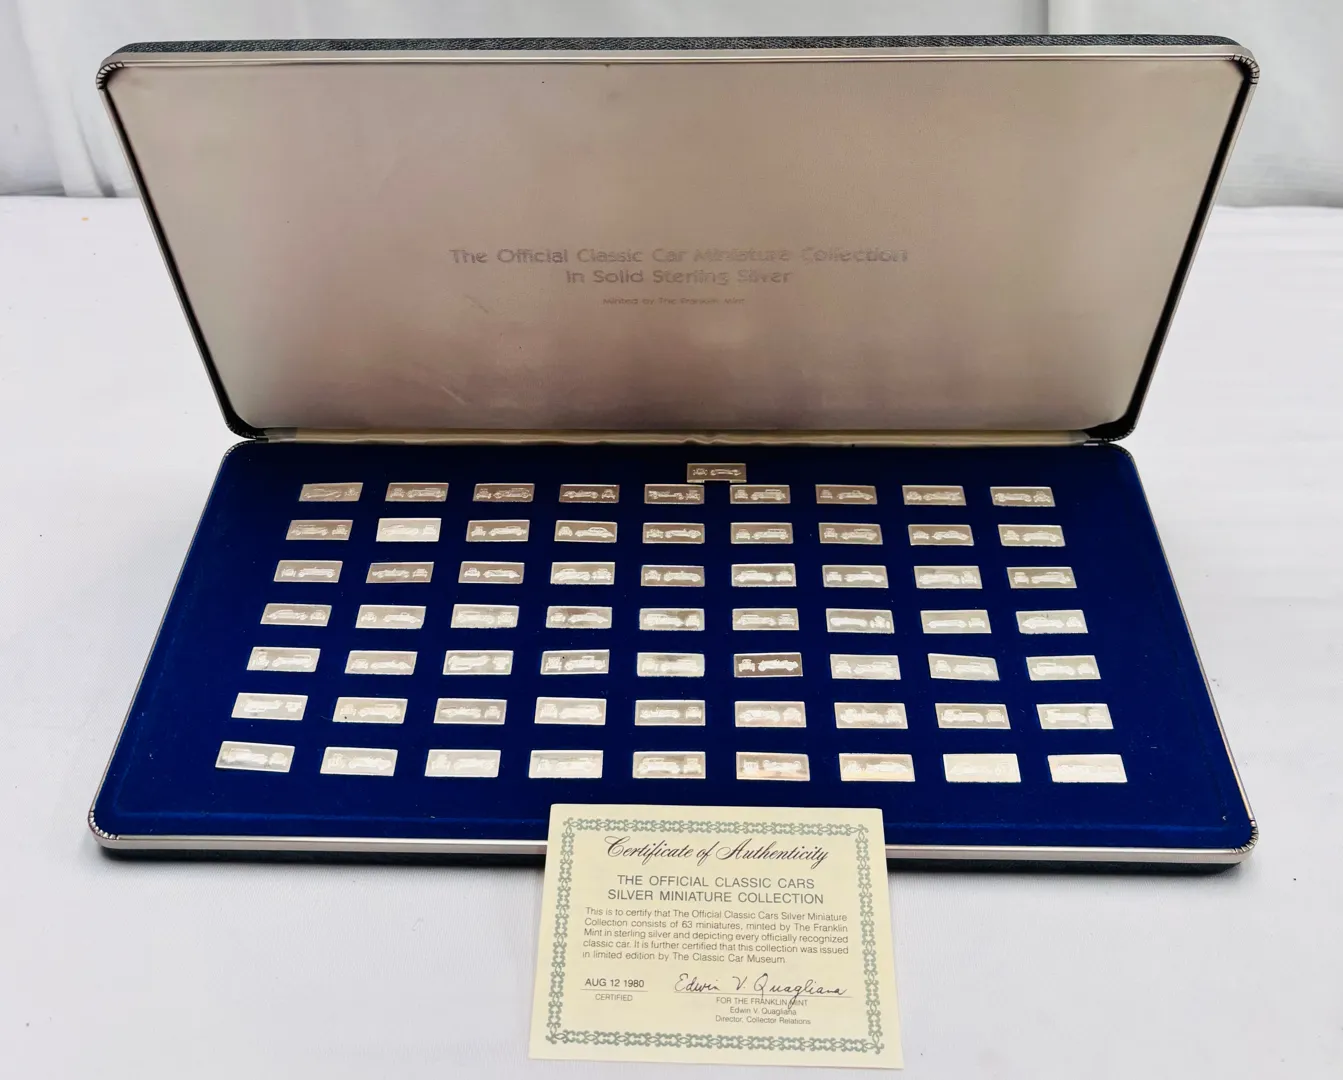 The Official Classic Car Miniature Collection
In Solid Sterling Silver
Minted by The Franklin Mint
Certificate of Authenticity
THE OFFICIAL CLASSIC CARS
SILVER MINIATURE COLLECTION
This is to certify that The Official Classic Cars Silver Miniature
Collection consists of 63 miniatures, minted by The Franklin
Mint in sterling silver and depicting every officially recognized
classic car. It is further certified that this collection was issued
in limited edition by The Classic Car Museum.
AUG 12 1980
CERTIFIED
Edwin V. Quagliana
FOR THE FRANKLIN MINT
Edwin V. Quagliana
Director, Collector Relations